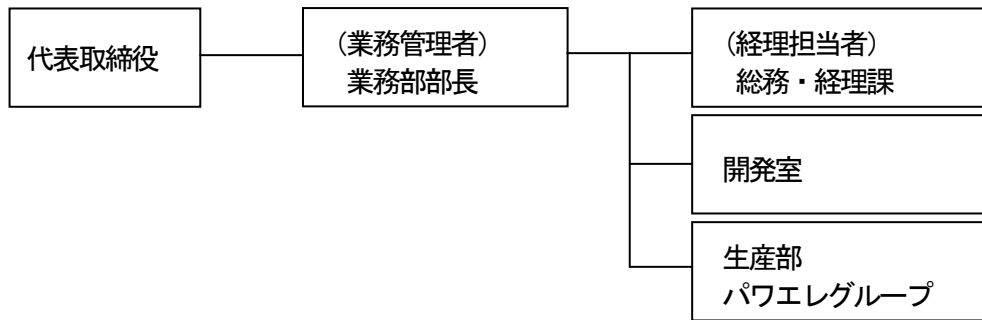 代表取締役
（業務管理者）
業務部部長
（経理担当者）
総務・経理課
開発室
生産部
パワエレグループ